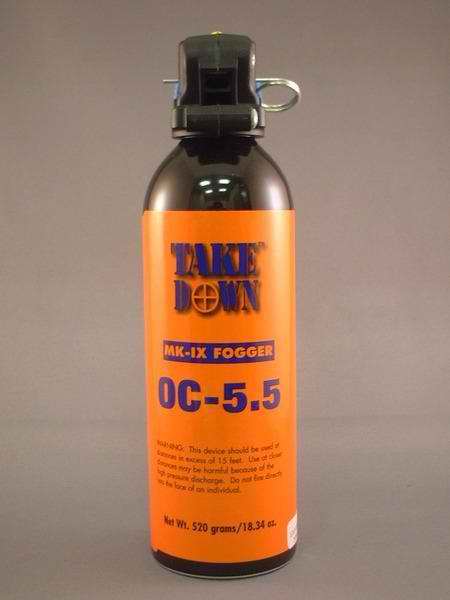 TAKE™
DOWN
MK-IX FOGGER
OC-5.5
WARNING: This device should be used at
distances in excess of 15 feet. Use at closer
distances may be harmful because of the
high pressure discharge. Do not fire directly
into the face of an individual.
Net Wt. 520 grams/18.34 oz.